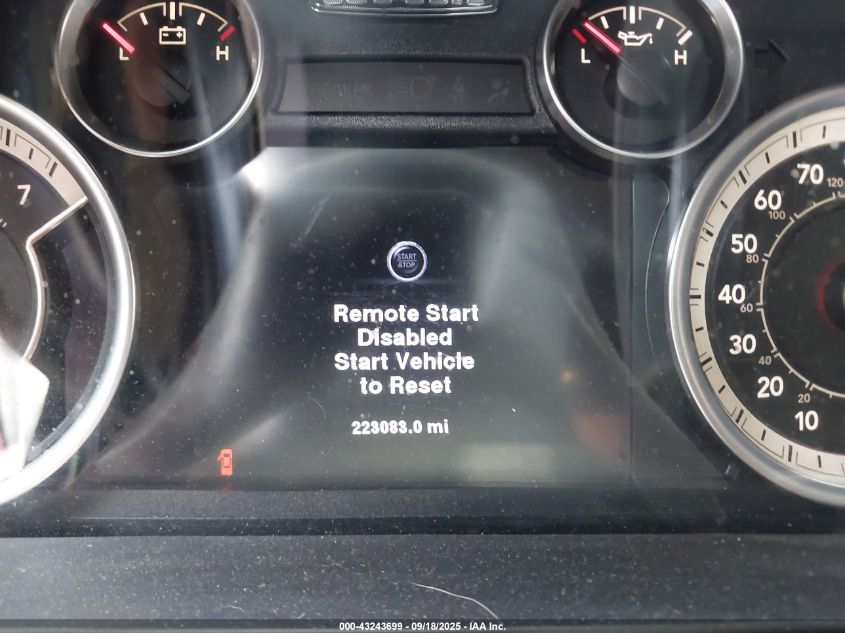 L H
L H
7
START
STOP
Remote Start
Disabled
Start Vehicle
to Reset
223083.0 mi
70 120
60 100
50 80
40 60
30 40
20 20
10
000-43243699 - 09/18/2025 - IAA Inc.